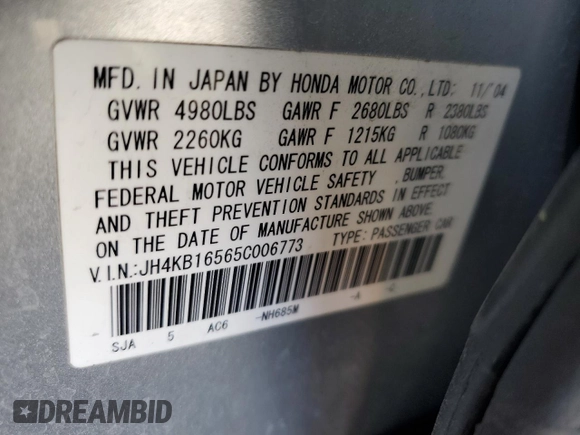 MFD. IN JAPAN BY HONDA MOTOR CO., LTD: 11/'04
GVWR 4980LBS GAWR F 2680LBS R 2380LBS
GVWR 2260KG GAWR F 1215KG R 1080KG
THIS VEHICLE CONFORMS TO ALL APPLICABLE
FEDERAL MOTOR VEHICLE SAFETY , BUMPER,
AND THEFT PREVENTION STANDARDS IN EFFECT
ON THE DATE OF MANUFACTURE SHOWN ABOVE.
V.I.N.:JH4KB16565C006773 TYPE: PASSENGER CAR
- SJA 5 AC6 -NH685M -A -C
DREAMBID